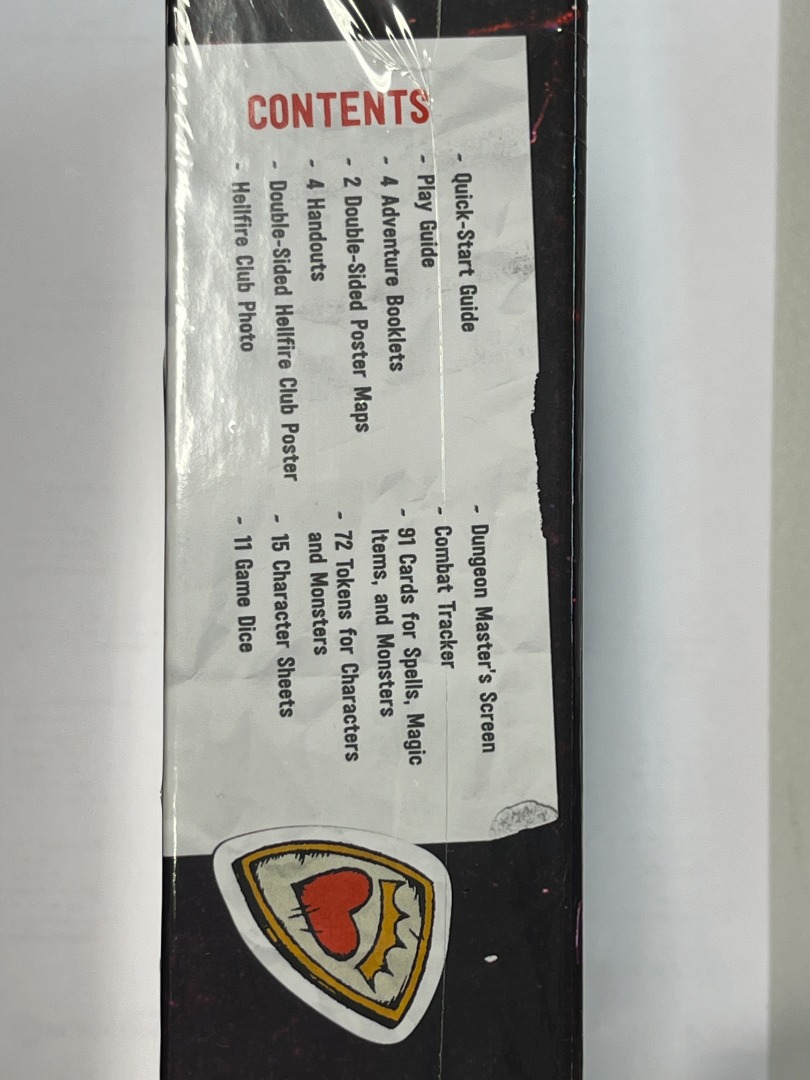 CONTENTS
- Quick-Start Guide
- Play Guide
- 4 Adventure Booklets
- 2 Double-Sided Poster Maps
- 4 Handouts
- Double-Sided Hellfire Club Poster
- Hellfire Club Photo
- Dungeon Master's Screen
- Combat Tracker
- 91 Cards for Spells, Magic
Items, and Monsters
- 72 Tokens for Characters
and Monsters
- 15 Character Sheets
- 11 Game Dice